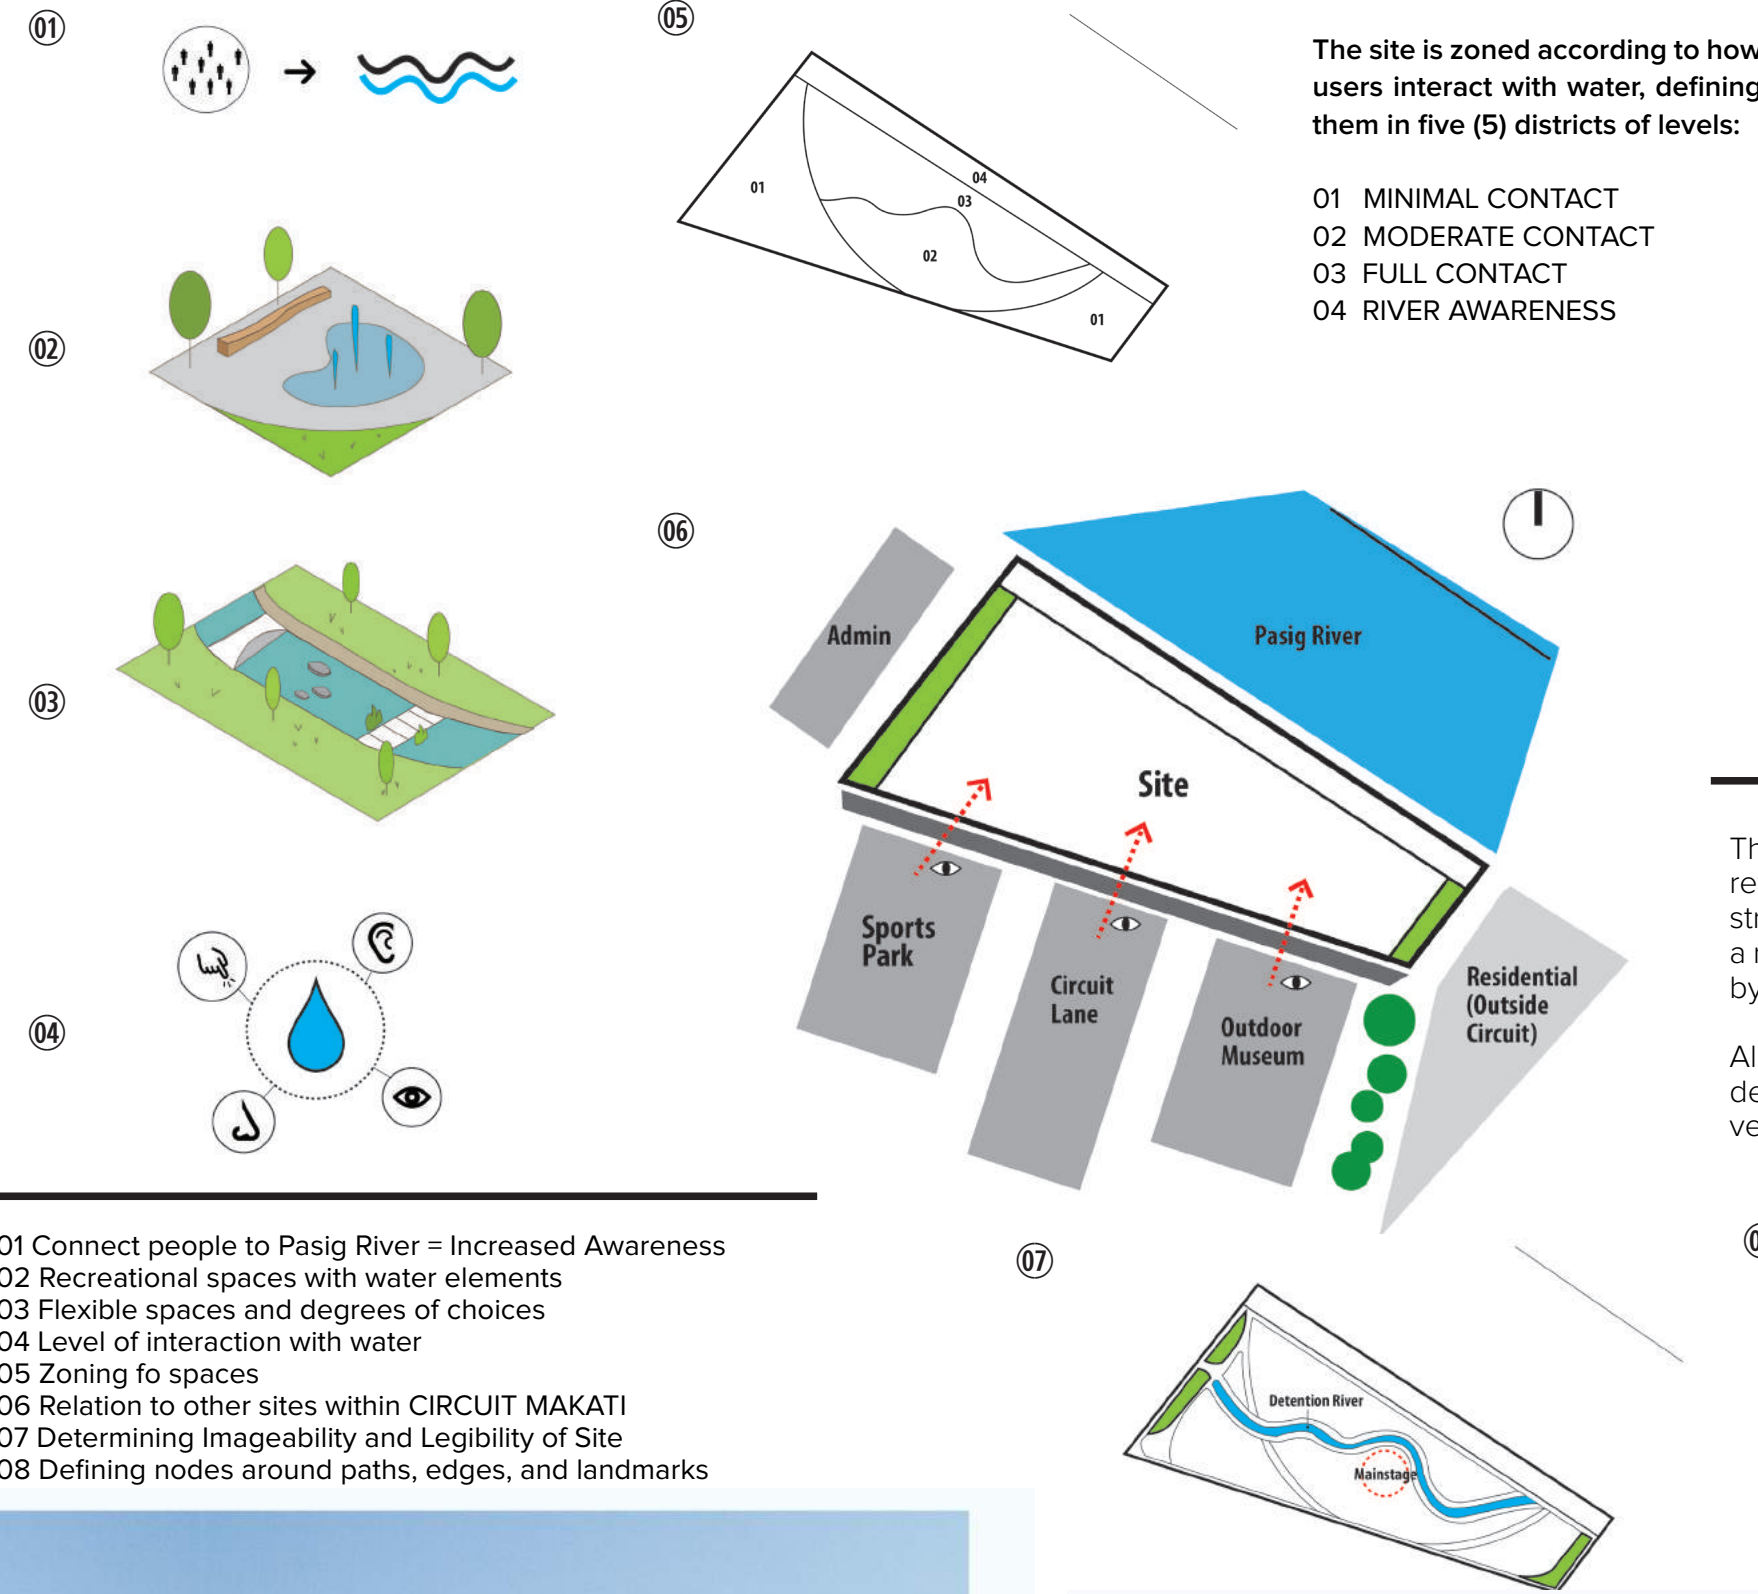 01
02
03
04
01 Connect people to Pasig River = Increased Awareness
02 Recreational spaces with water elements
03 Flexible spaces and degrees of choices
04 Level of interaction with water
05 Zoning fo spaces
06 Relation to other sites within CIRCUIT MAKATI
07 Determining Imageability and Legibility of Site
08 Defining nodes around paths, edges, and landmarks
05
01
04
03
02
01
The site is zoned according to how
users interact with water, defining
them in five (5) districts of levels:
01 MINIMAL CONTACT
02 MODERATE CONTACT
03 FULL CONTACT
04 RIVER AWARENESS
06
Admin
Pasig River
Site
Sports
Park
Circuit
Lane
Outdoor
Museum
Residential
(Outside
Circuit)
07
Detention River
Mainstage
by